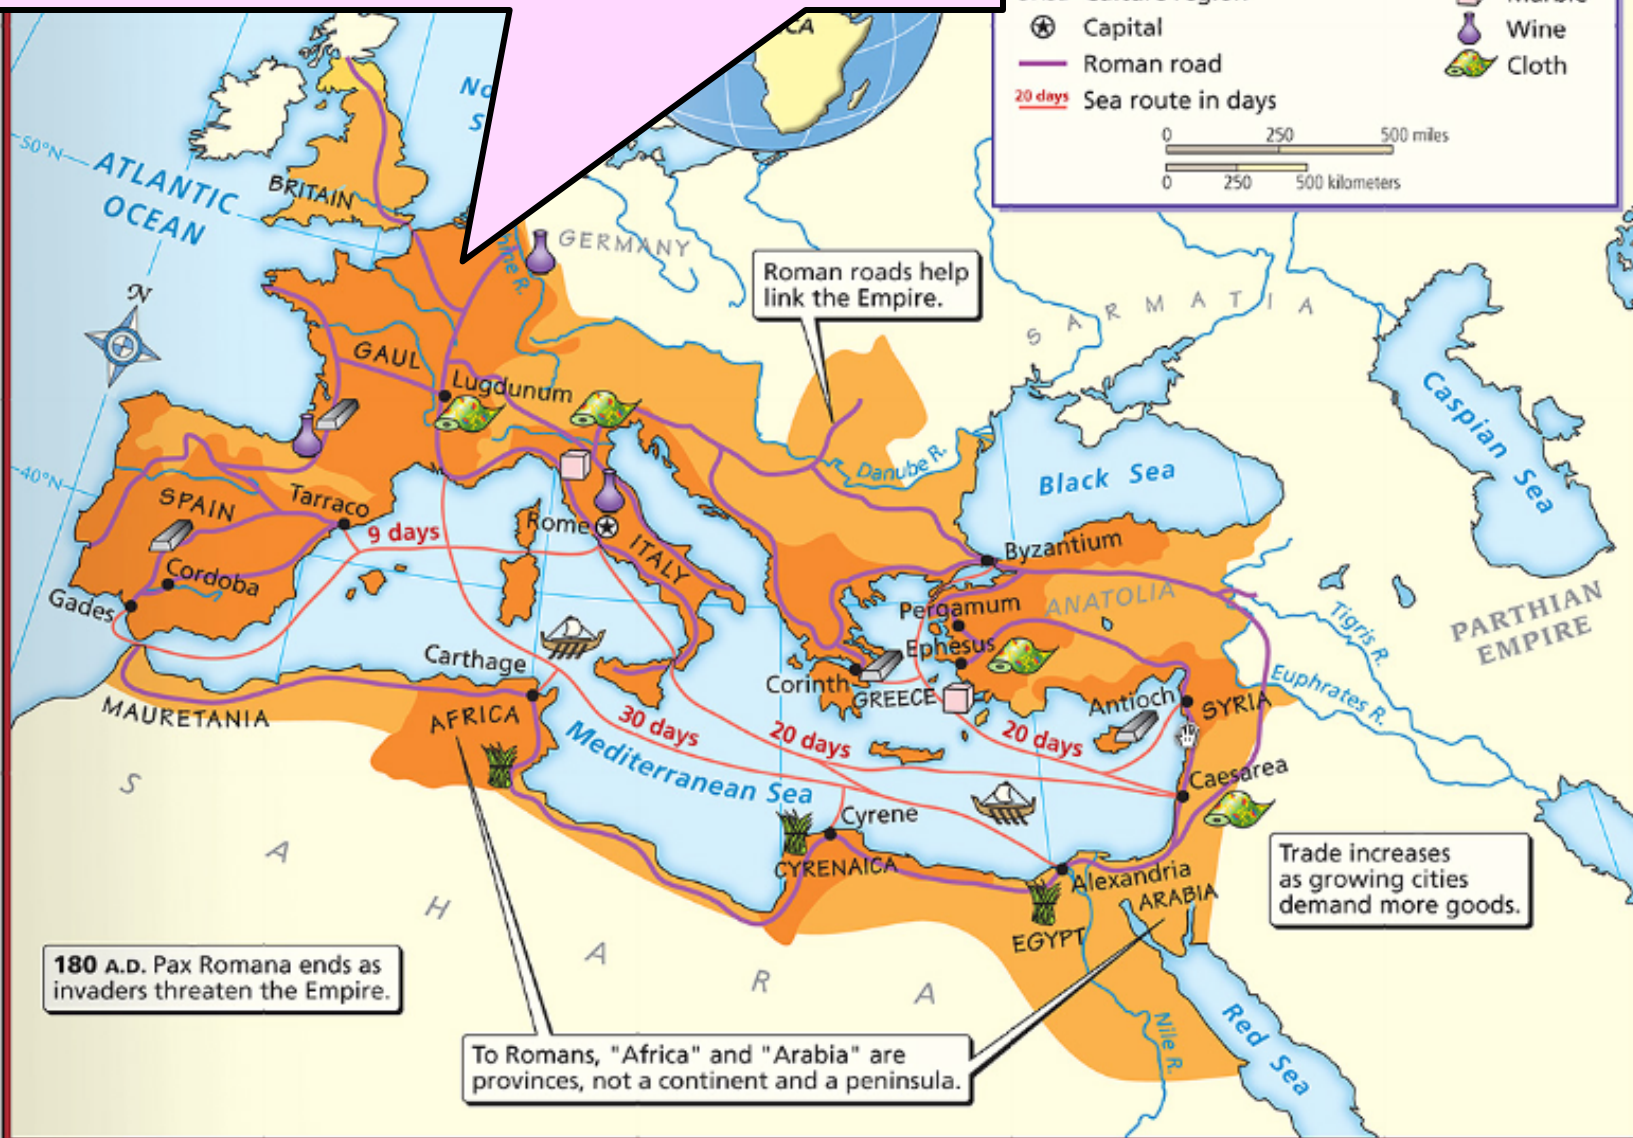 Capital
Roman road
20 days Sea route in days
Wine
Cloth
0 250 500 miles
0 250 500 kilometers
50°N
ATLANTIC
OCEAN
BRITAIN
N
GERMANY
Roman roads help
link the Empire.
SARMATIA
GAUL
Lugdunum
Danube R.
Black Sea
Caspian Sea
40°N
SPAIN
Tarraco
9 days
Rome
ITALY
Cordoba
Gades
Byzantium
Pergamum
ANATOLIA
Ephesus
Tigris R.
PARTHIAN
EMPIRE
Carthage
Corinth
GREECE
Antioch
SYRIA
Euphrates R.
MAURETANIA
AFRICA
30 days
20 days
20 days
Mediterranean Sea
Caesarea
Cyrene
CYRENAICA
Alexandria
ARABIA
EGYPT
Trade increases
as growing cities
demand more goods.
SAHARA
180 A.D. Pax Romana ends as
invaders threaten the Empire.
To Romans, "Africa" and "Arabia" are
provinces, not a continent and a peninsula.
Nile R.
Red Sea